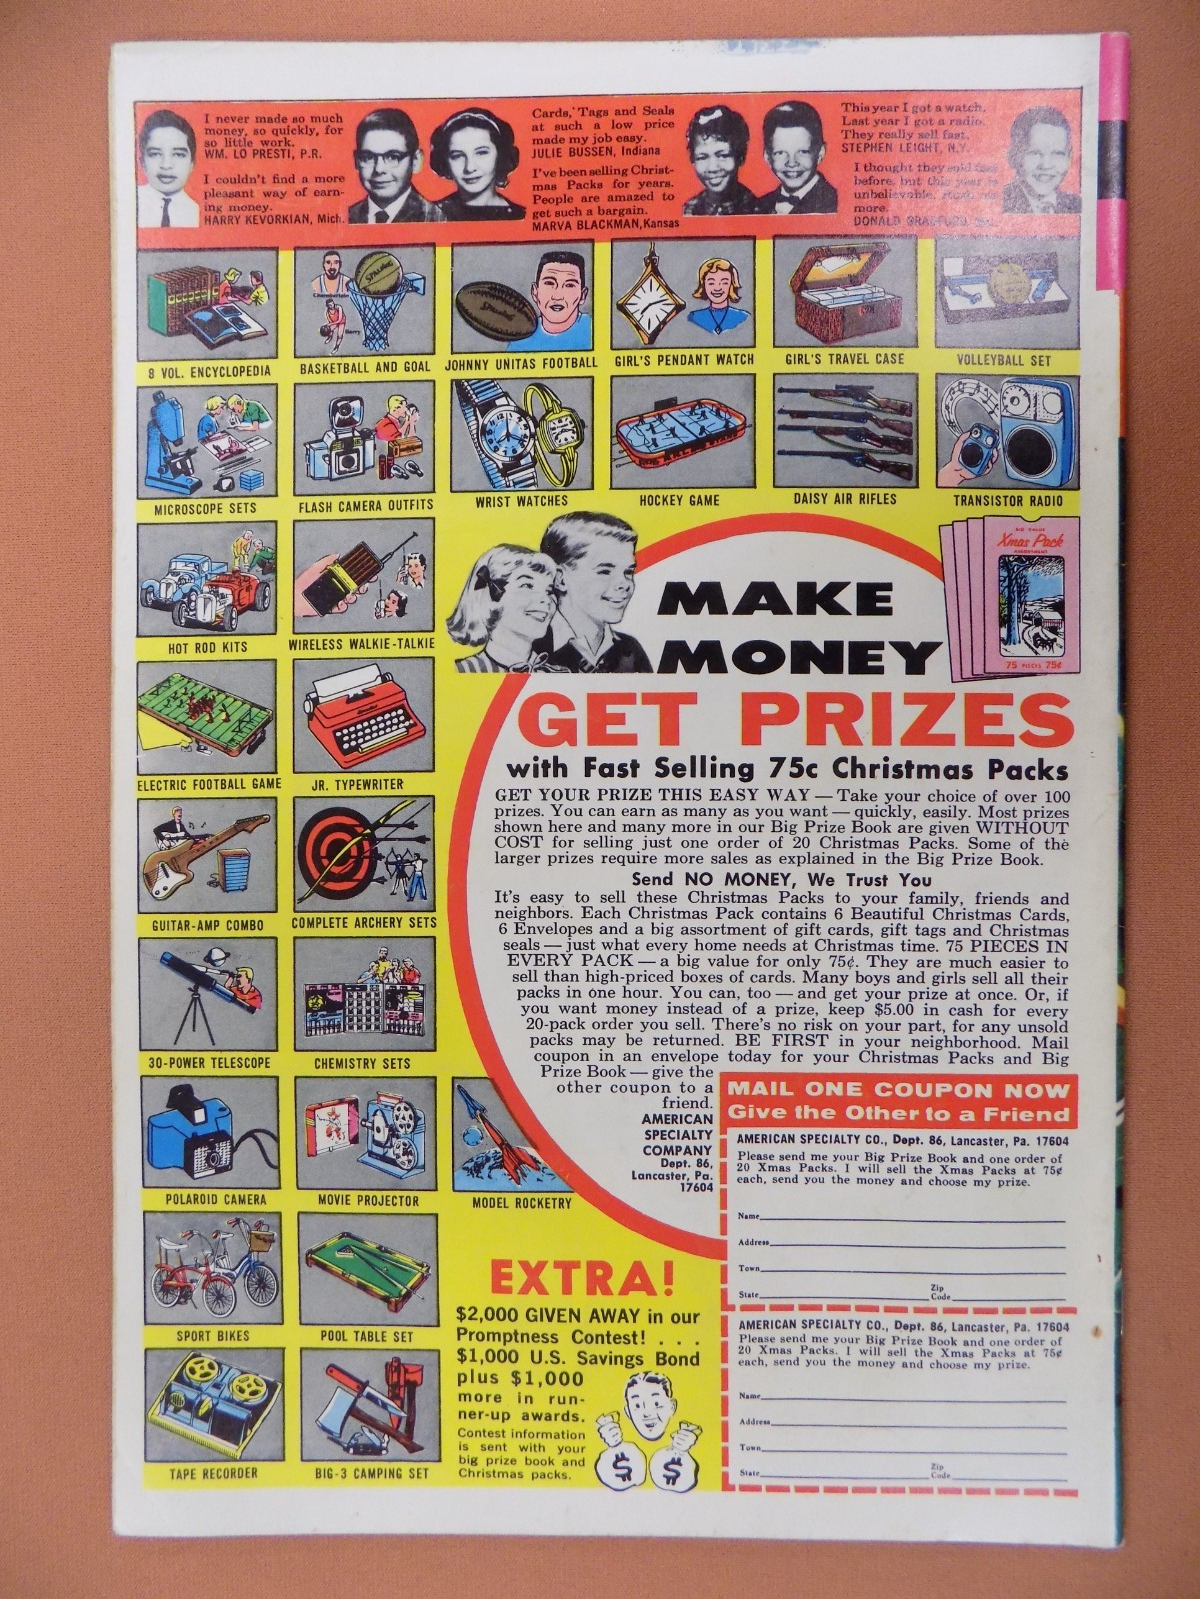 I never made so much
money, so quickly, for
so little work.
WM. LO PRESTI, P.R.
I couldn't find a more
pleasant way of earn-
ing money.
HARRY KEVORKIAN, Mich.
Cards, Tags and Seals
at such a low price
made my job easy.
JULIE BUSSEN, Indiana
I've been selling Christ-
mas Packs for years.
People are amazed to
get such a bargain.
MARVA BLACKMAN, Kansas
This year I got a watch.
Last year I got a radio.
They really sell fast.
STEPHEN LEIGHT, N.Y.
I thought they sold fast
before, but this year is
unbelievable.
more.
DONALD BRADFORD
8 VOL. ENCYCLOPEDIA
Chamberlain
Barry
SPALDING
BASKETBALL AND GOAL
Spalding
JOHNNY UNITAS FOOTBALL
GIRL'S PENDANT WATCH
GIRL'S TRAVEL CASE
VOLLEYBALL SET
MICROSCOPE SETS
FLASH CAMERA OUTFITS
WRIST WATCHES
HOCKEY GAME
DAISY AIR RIFLES
TRANSISTOR RADIO
HOT ROD KITS
WIRELESS WALKIE-TALKIE
ELECTRIC FOOTBALL GAME
JR. TYPEWRITER
GUITAR-AMP COMBO
COMPLETE ARCHERY SETS
30-POWER TELESCOPE
CHEMISTRY SETS
POLAROID CAMERA
MOVIE PROJECTOR
MODEL ROCKETRY
SPORT BIKES
POOL TABLE SET
TAPE RECORDER
BIG-3 CAMPING SET
BIG VALUE
Xmas Pack
ASSORTMENT
75 PIECES 75¢
MAKE
MONEY
GET PRIZES
with Fast Selling 75c Christmas Packs
GET YOUR PRIZE THIS EASY WAY — Take your choice of over 100
prizes. You can earn as many as you want — quickly, easily. Most prizes
shown here and many more in our Big Prize Book are given WITHOUT
COST for selling just one order of 20 Christmas Packs. Some of the
larger prizes require more sales as explained in the Big Prize Book.
Send NO MONEY, We Trust You
It's easy to sell these Christmas Packs to your family, friends and
neighbors. Each Christmas Pack contains 6 Beautiful Christmas Cards,
6 Envelopes and a big assortment of gift cards, gift tags and Christmas
seals — just what every home needs at Christmas time. 75 PIECES IN
EVERY PACK — a big value for only 75¢. They are much easier to
sell than high-priced boxes of cards. Many boys and girls sell all their
packs in one hour. You can, too — and get your prize at once. Or, if
you want money instead of a prize, keep $5.00 in cash for every
20-pack order you sell. There's no risk on your part, for any unsold
packs may be returned. BE FIRST in your neighborhood. Mail
coupon in an envelope today for your Christmas Packs and Big
Prize Book — give the
other coupon to a
friend.
AMERICAN
SPECIALTY
COMPANY
Dept. 86,
Lancaster, Pa.
17604
EXTRA!
$2,000 GIVEN AWAY in our
Promptness Contest! . . .
$1,000 U.S. Savings Bond
plus $1,000
more in run-
ner-up awards.
Contest information
is sent with your
big prize book and
Christmas packs.
$ $
MAIL ONE COUPON NOW
Give the Other to a Friend
AMERICAN SPECIALTY CO., Dept. 86, Lancaster, Pa. 17604
Please send me your Big Prize Book and one order of
20 Xmas Packs. I will sell the Xmas Packs at 75¢
each, send you the money and choose my prize.
Name
Address
Town
State Zip Code
AMERICAN SPECIALTY CO., Dept. 86, Lancaster, Pa. 17604
Please send me your Big Prize Book and one order of
20 Xmas Packs. I will sell the Xmas Packs at 75¢
each, send you the money and choose my prize.
Name
Address
Town
State Zip Code